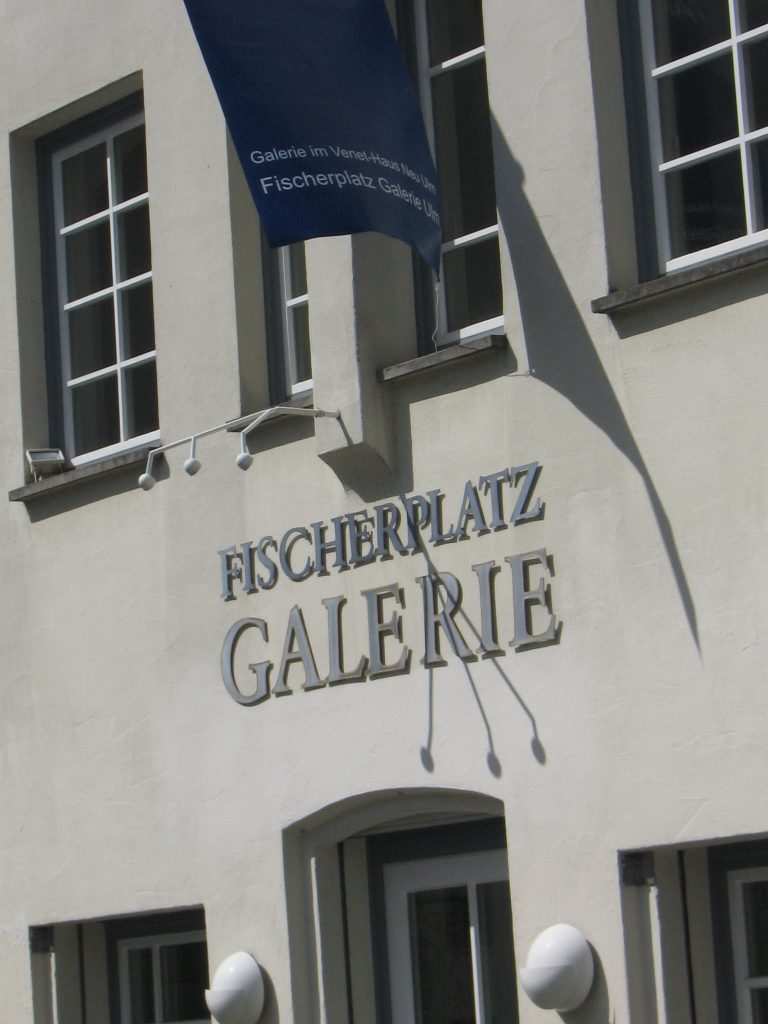 Galerie im Venet-Haus Neu Ulm
Fischerplatz Galerie Ulm
FISCHERPLATZ
GALERIE